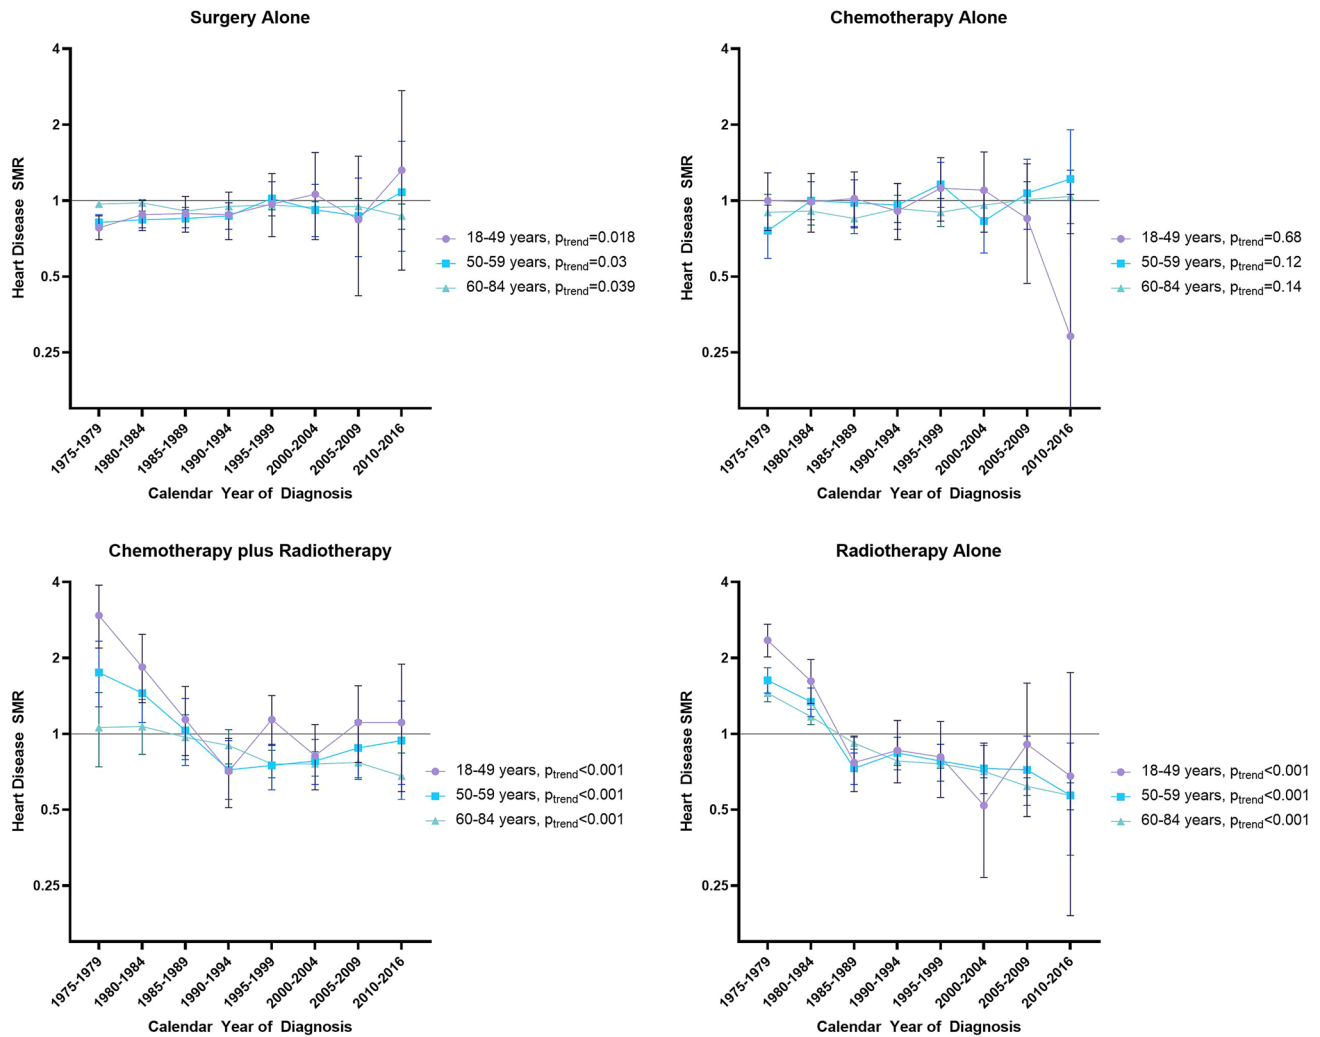 Surgery Alone
Heart Disease SMR
4
2
1
0.5
0.25
18-49 years, ptrend=0.018
50-59 years, ptrend=0.03
60-84 years, ptrend=0.039
1975-1979
1980-1984
1985-1989
1990-1994
1995-1999
2000-2004
2005-2009
2010-2016
Calendar Year of Diagnosis
Chemotherapy Alone
Heart Disease SMR
4
2
1
0.5
0.25
18-49 years, ptrend=0.68
50-59 years, ptrend=0.12
60-84 years, ptrend=0.14
1975-1979
1980-1984
1985-1989
1990-1994
1995-1999
2000-2004
2005-2009
2010-2016
Calendar Year of Diagnosis
Chemotherapy plus Radiotherapy
Heart Disease SMR
4
2
1
0.5
0.25
18-49 years, ptrend<0.001
50-59 years, ptrend<0.001
60-84 years, ptrend<0.001
1975-1979
1980-1984
1985-1989
1990-1994
1995-1999
2000-2004
2005-2009
2010-2016
Calendar Year of Diagnosis
Radiotherapy Alone
Heart Disease SMR
4
2
1
0.5
0.25
18-49 years, ptrend<0.001
50-59 years, ptrend<0.001
60-84 years, ptrend<0.001
1975-1979
1980-1984
1985-1989
1990-1994
1995-1999
2000-2004
2005-2009
2010-2016
Calendar Year of Diagnosis